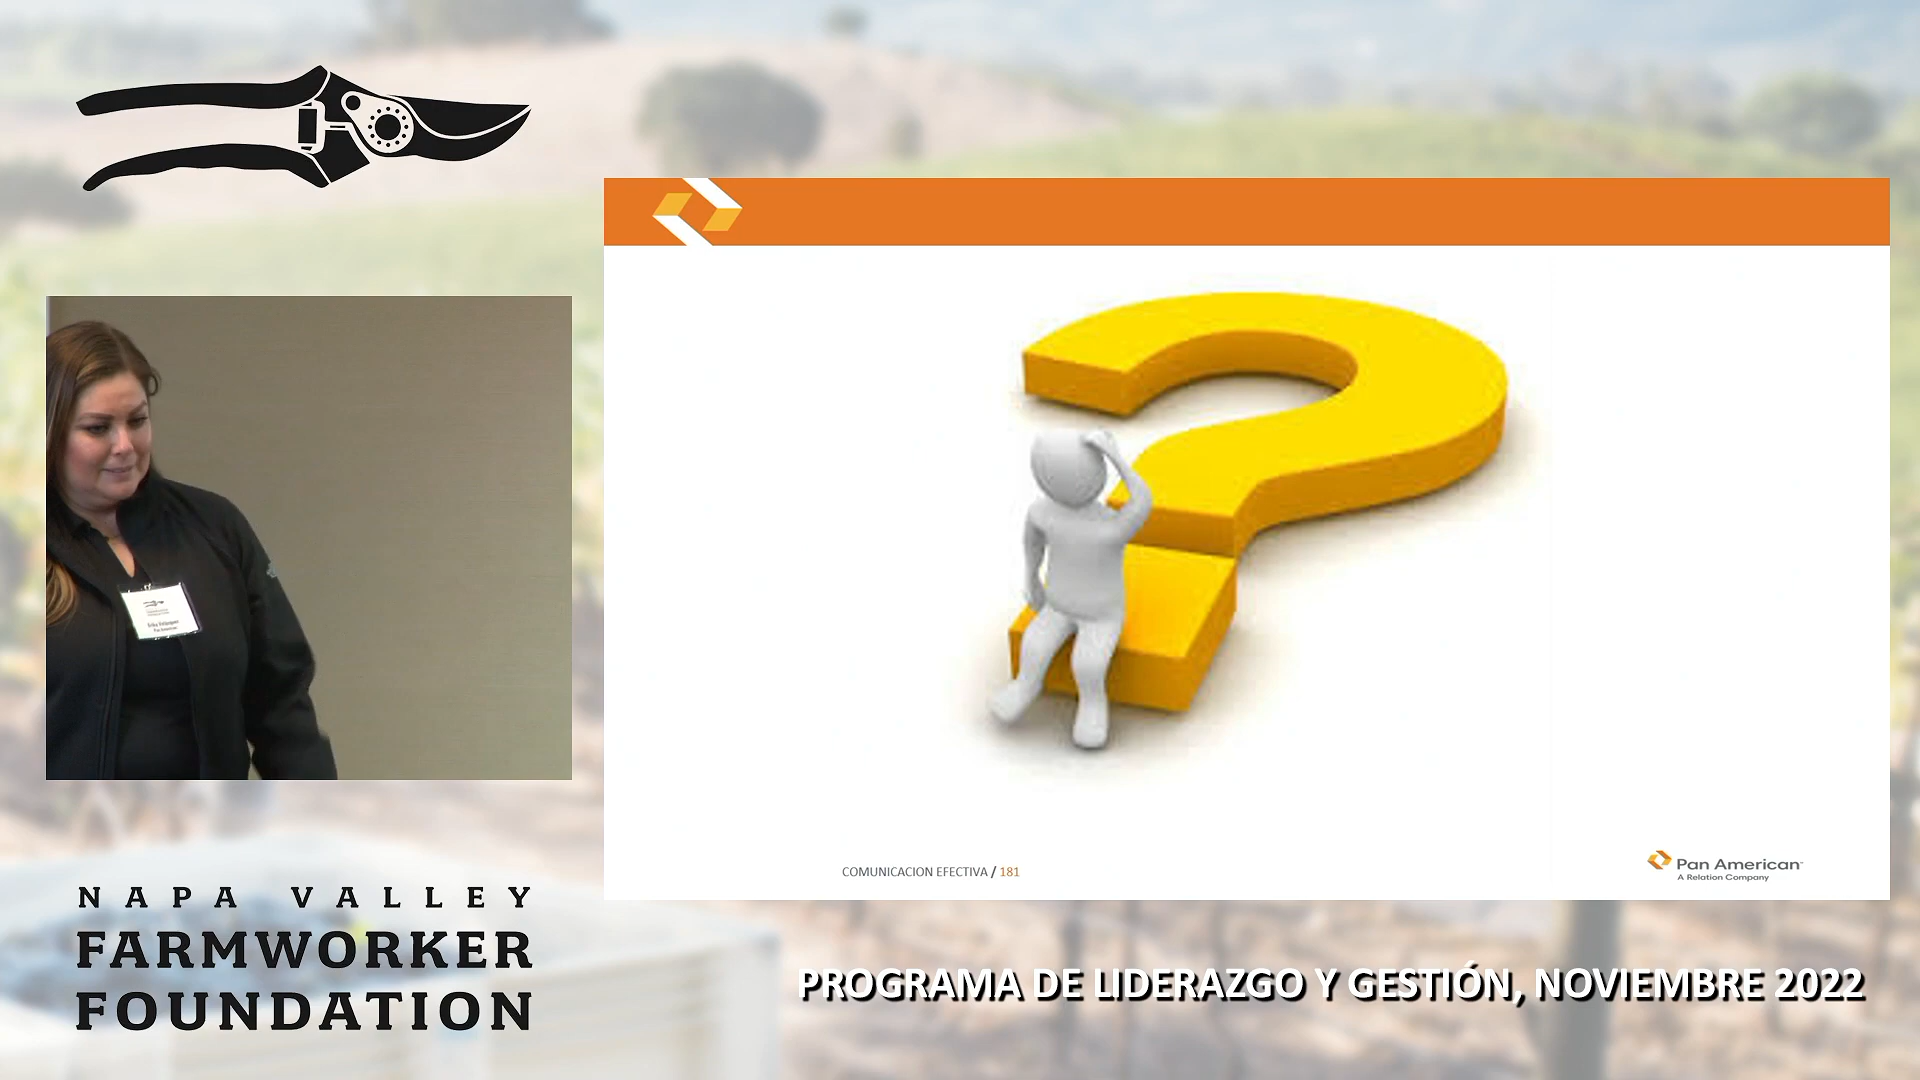 NAPA VALLEY
FARMWORKER
FOUNDATION
COMUNICACION EFECTIVA / 181
Pan American
A Relation Company
PROGRAMA DE LIDERAZGO Y GESTIÓN, NOVIEMBRE 2022